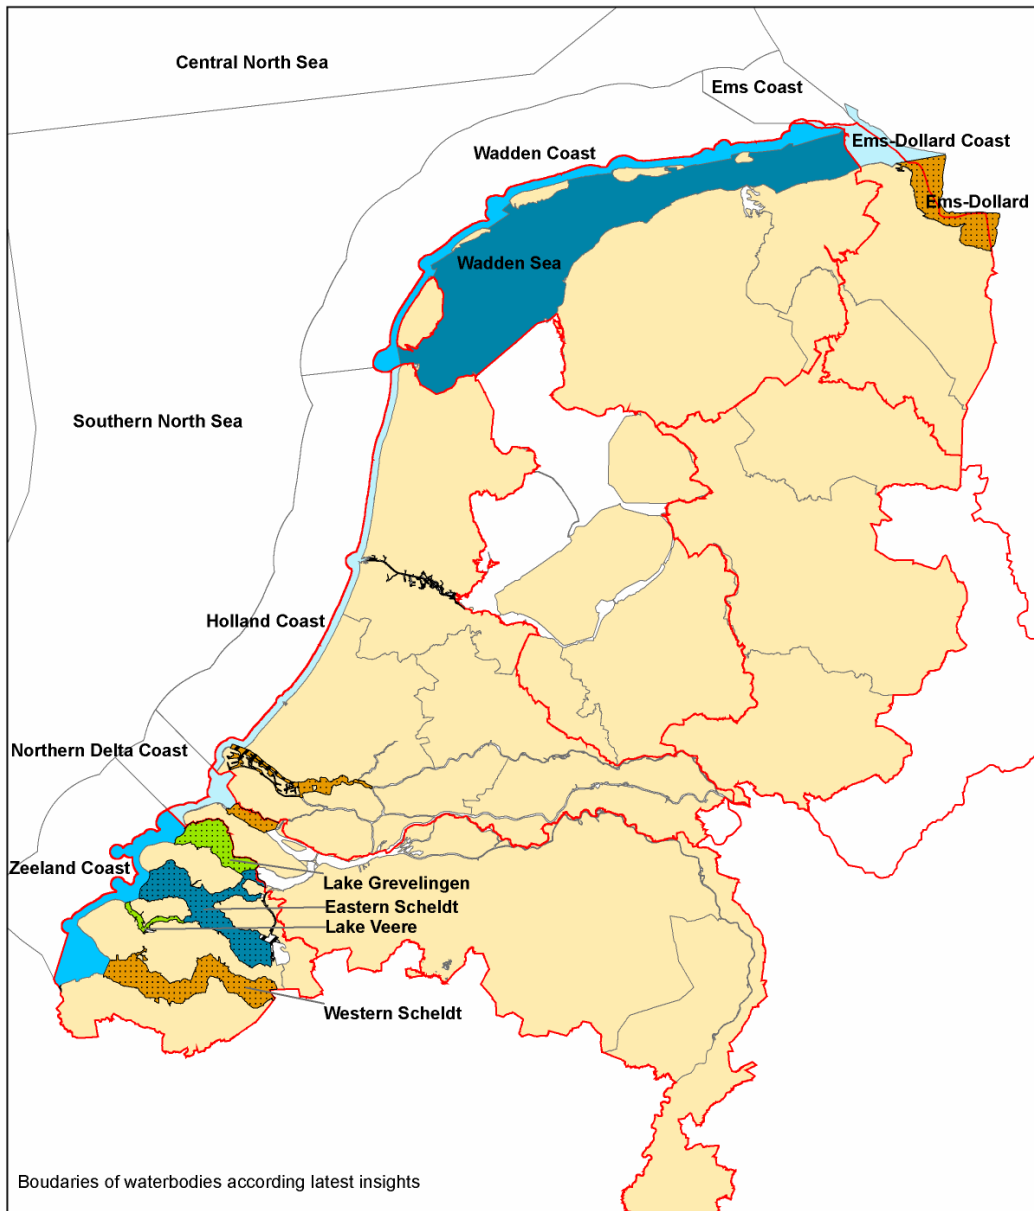 Central North Sea
Ems Coast
Ems-Dollard Coast
Wadden Coast
Ems-Dollard
Wadden Sea
Southern North Sea
Holland Coast
Northern Delta Coast
Zeeland Coast
Lake Grevelingen
Eastern Scheldt
Lake Veere
Western Scheldt
Boudaries of waterbodies according latest insights